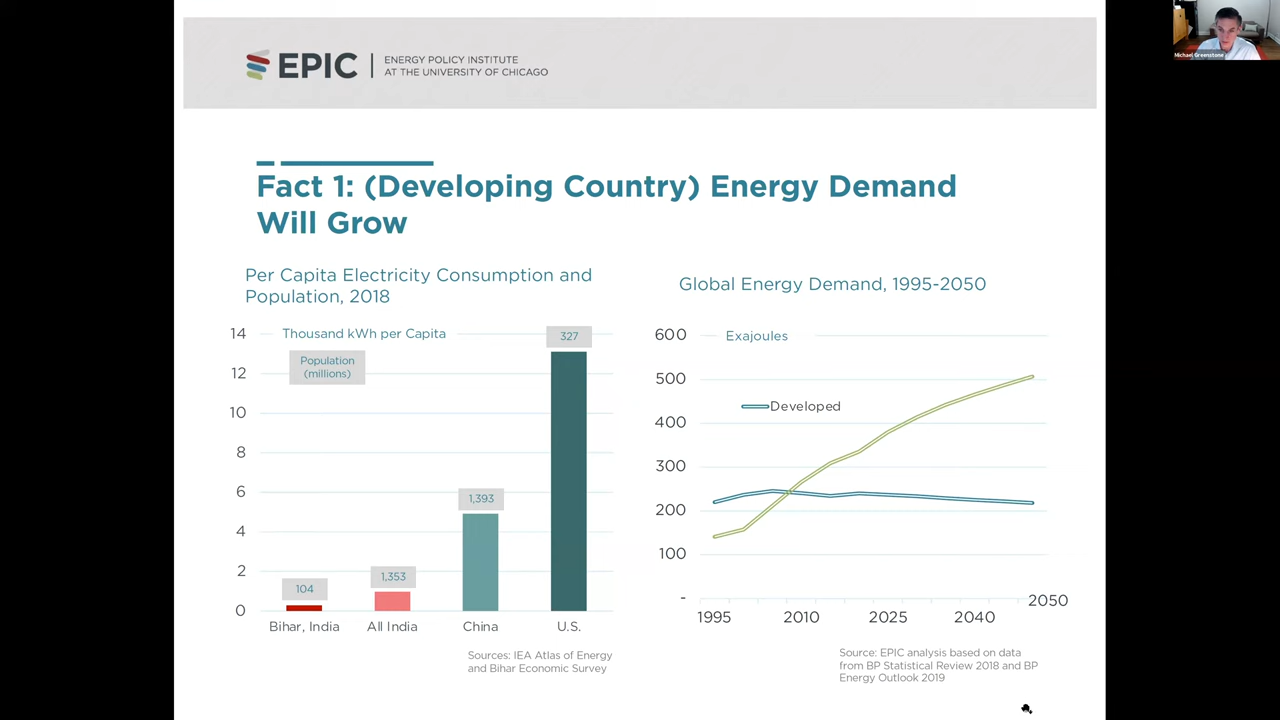 Michael Greenstone
EPIC
ENERGY POLICY INSTITUTE
AT THE UNIVERSITY OF CHICAGO
Fact 1: (Developing Country) Energy Demand
Will Grow
Per Capita Electricity Consumption and
Population, 2018
14
Thousand kWh per Capita
327
Population
(millions)
12
10
8
6
1,393
4
2
1,353
104
0
Bihar, India
All India
China
U.S.
Sources: IEA Atlas of Energy
and Bihar Economic Survey
Global Energy Demand, 1995-2050
600
Exajoules
500
Developed
400
300
200
100
-
1995
2010
2025
2040
2050
Source: EPIC analysis based on data
from BP Statistical Review 2018 and BP
Energy Outlook 2019